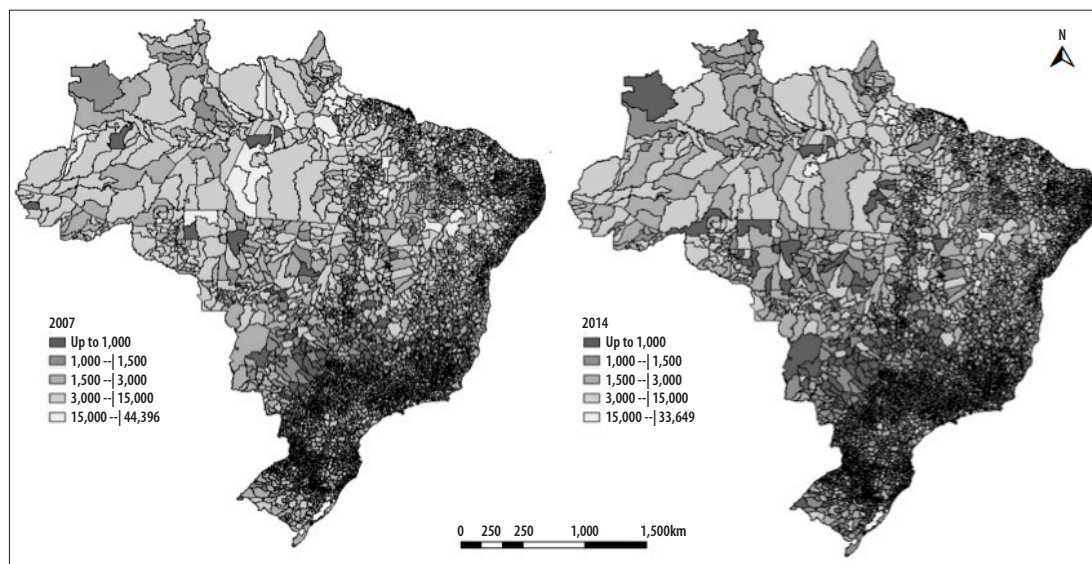 N
2007
Up to 1,000
1,000 --| 1,500
1,500 --| 3,000
3,000 --| 15,000
15,000 --| 44,396
2014
Up to 1,000
1,000 --| 1,500
1,500 --| 3,000
3,000 --| 15,000
15,000 --| 33,649
0 250 250 1,000 1,500km